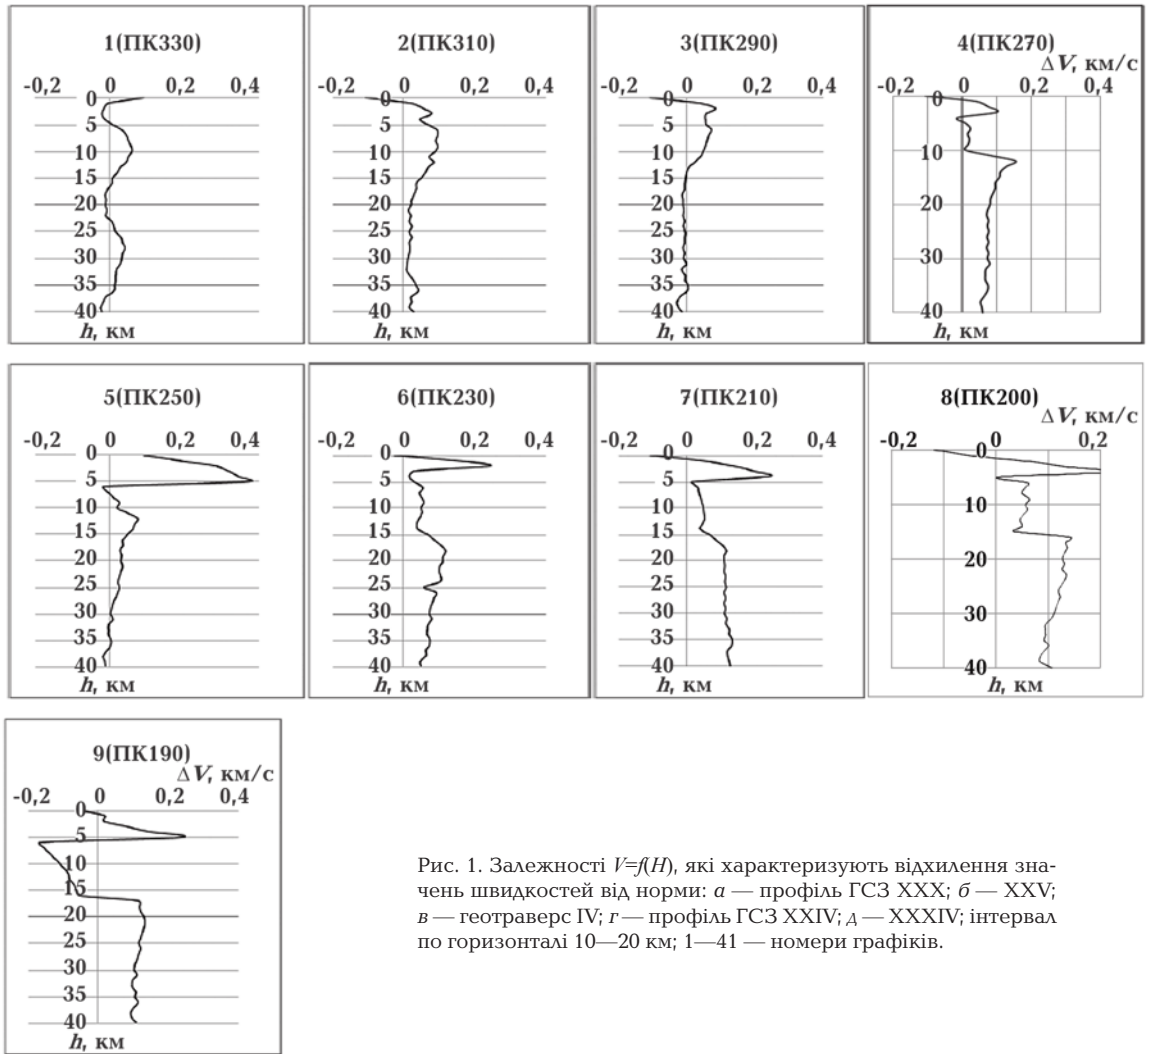 1(ПК330)
-0,2 0 0,2 0,4
0
5
10
15
20
25
30
35
40
h, км
2(ПК310)
-0,2 0 0,2 0,4
0
5
10
15
20
25
30
35
40
h, км
3(ПК290)
-0,2 0 0,2 0,4
0
5
10
15
20
25
30
35
40
h, км
4(ПК270)
ΔV, км/с
-0,2 0 0,2 0,4
0
10
20
30
40
h, км
5(ПК250)
-0,2 0 0,2 0,4
0
5
10
15
20
25
30
35
40
h, км
6(ПК230)
-0,2 0 0,2 0,4
0
5
10
15
20
25
30
35
40
h, км
7(ПК210)
-0,2 0 0,2 0,4
0
5
10
15
20
25
30
35
40
h, км
8(ПК200)
ΔV, км/с
-0,2 0 0,2
0
10
20
30
40
h, км
9(ПК190)
ΔV, км/с
-0,2 0 0,2 0,4
0
5
10
15
20
25
30
35
40
h, км
Рис. 1. Залежності V=f(H), які характеризують відхилення зна-
чень швидкостей від норми: а — профіль ГСЗ XXX; б — XXV;
в — геотраверс IV; г — профіль ГСЗ XXIV; д — XXXIV; інтервал
по горизонталі 10—20 км; 1—41 — номери графіків.